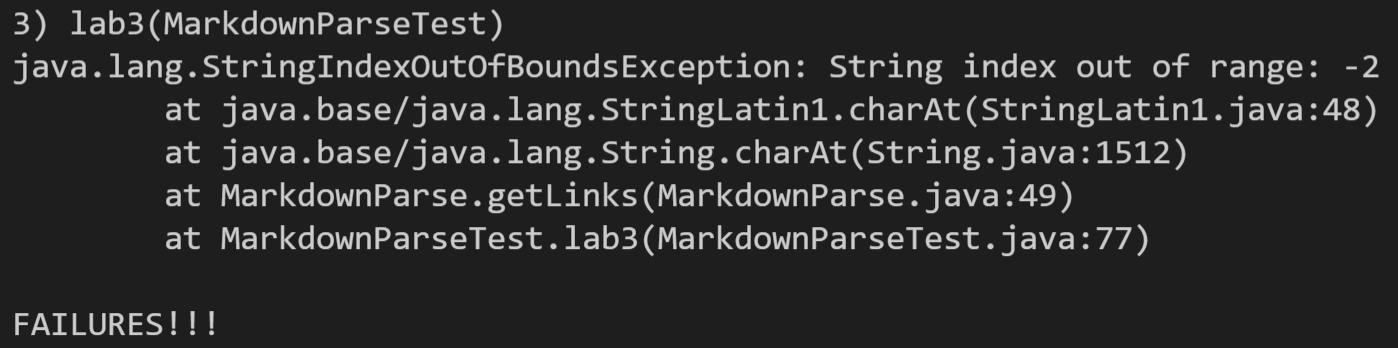 3) lab3(MarkdownParseTest)
java.lang.StringIndexOutOfBoundsException: String index out of range: -2
        at java.base/java.lang.StringLatin1.charAt(StringLatin1.java:48)
        at java.base/java.lang.String.charAt(String.java:1512)
        at MarkdownParse.getLinks(MarkdownParse.java:49)
        at MarkdownParseTest.lab3(MarkdownParseTest.java:77)

FAILURES!!!